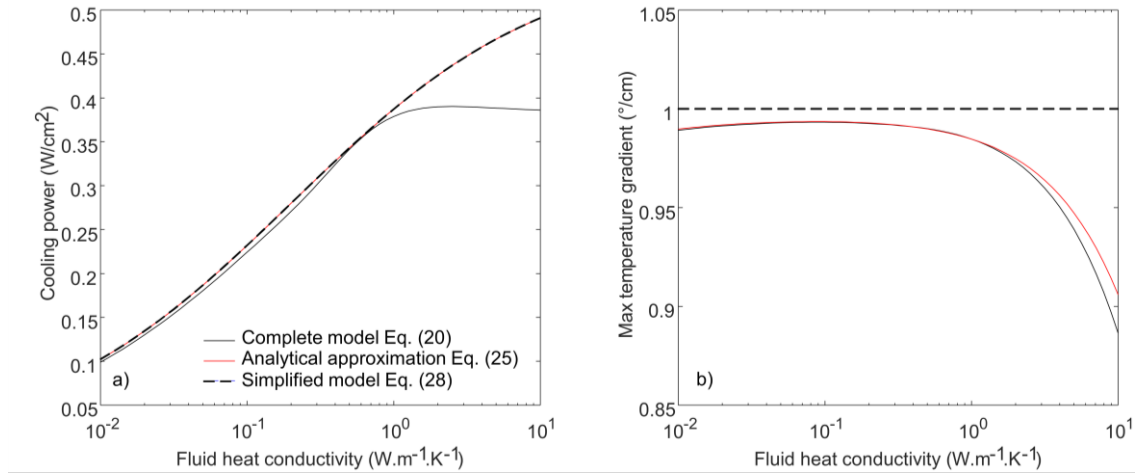 0.5
0.45
0.4
0.35
0.3
0.25
0.2
0.15
0.1
0.05
Cooling power (W/cm²)
Complete model Eq. (20)
Analytical approximation Eq. (25)
Simplified model Eq. (28)
a)
10⁻² 10⁻¹ 10⁰ 10¹
Fluid heat conductivity (W.m⁻¹.K⁻¹)
1.05
1
0.95
0.9
0.85
Max temperature gradient (°/cm)
b)
10⁻² 10⁻¹ 10⁰ 10¹
Fluid heat conductivity (W.m⁻¹.K⁻¹)